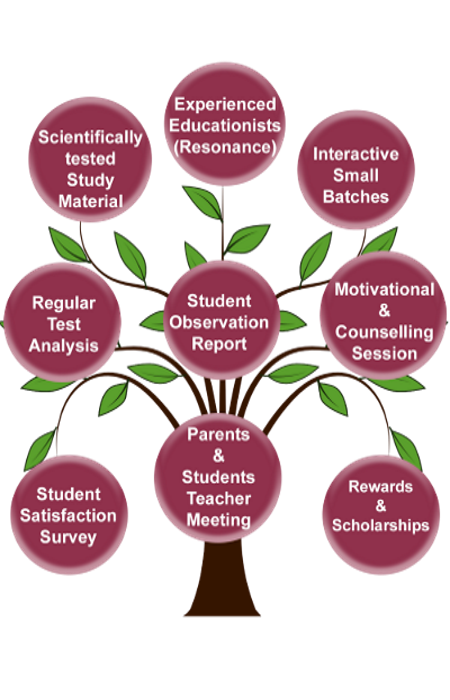 Experienced
Educationists
(Resonance)
Scientifically
tested
Study
Material
Interactive
Small
Batches
Regular
Test
Analysis
Student
Observation
Report
Motivational
&
Counselling
Session
Parents
&
Students
Teacher
Meeting
Student
Satisfaction
Survey
Rewards
&
Scholarships